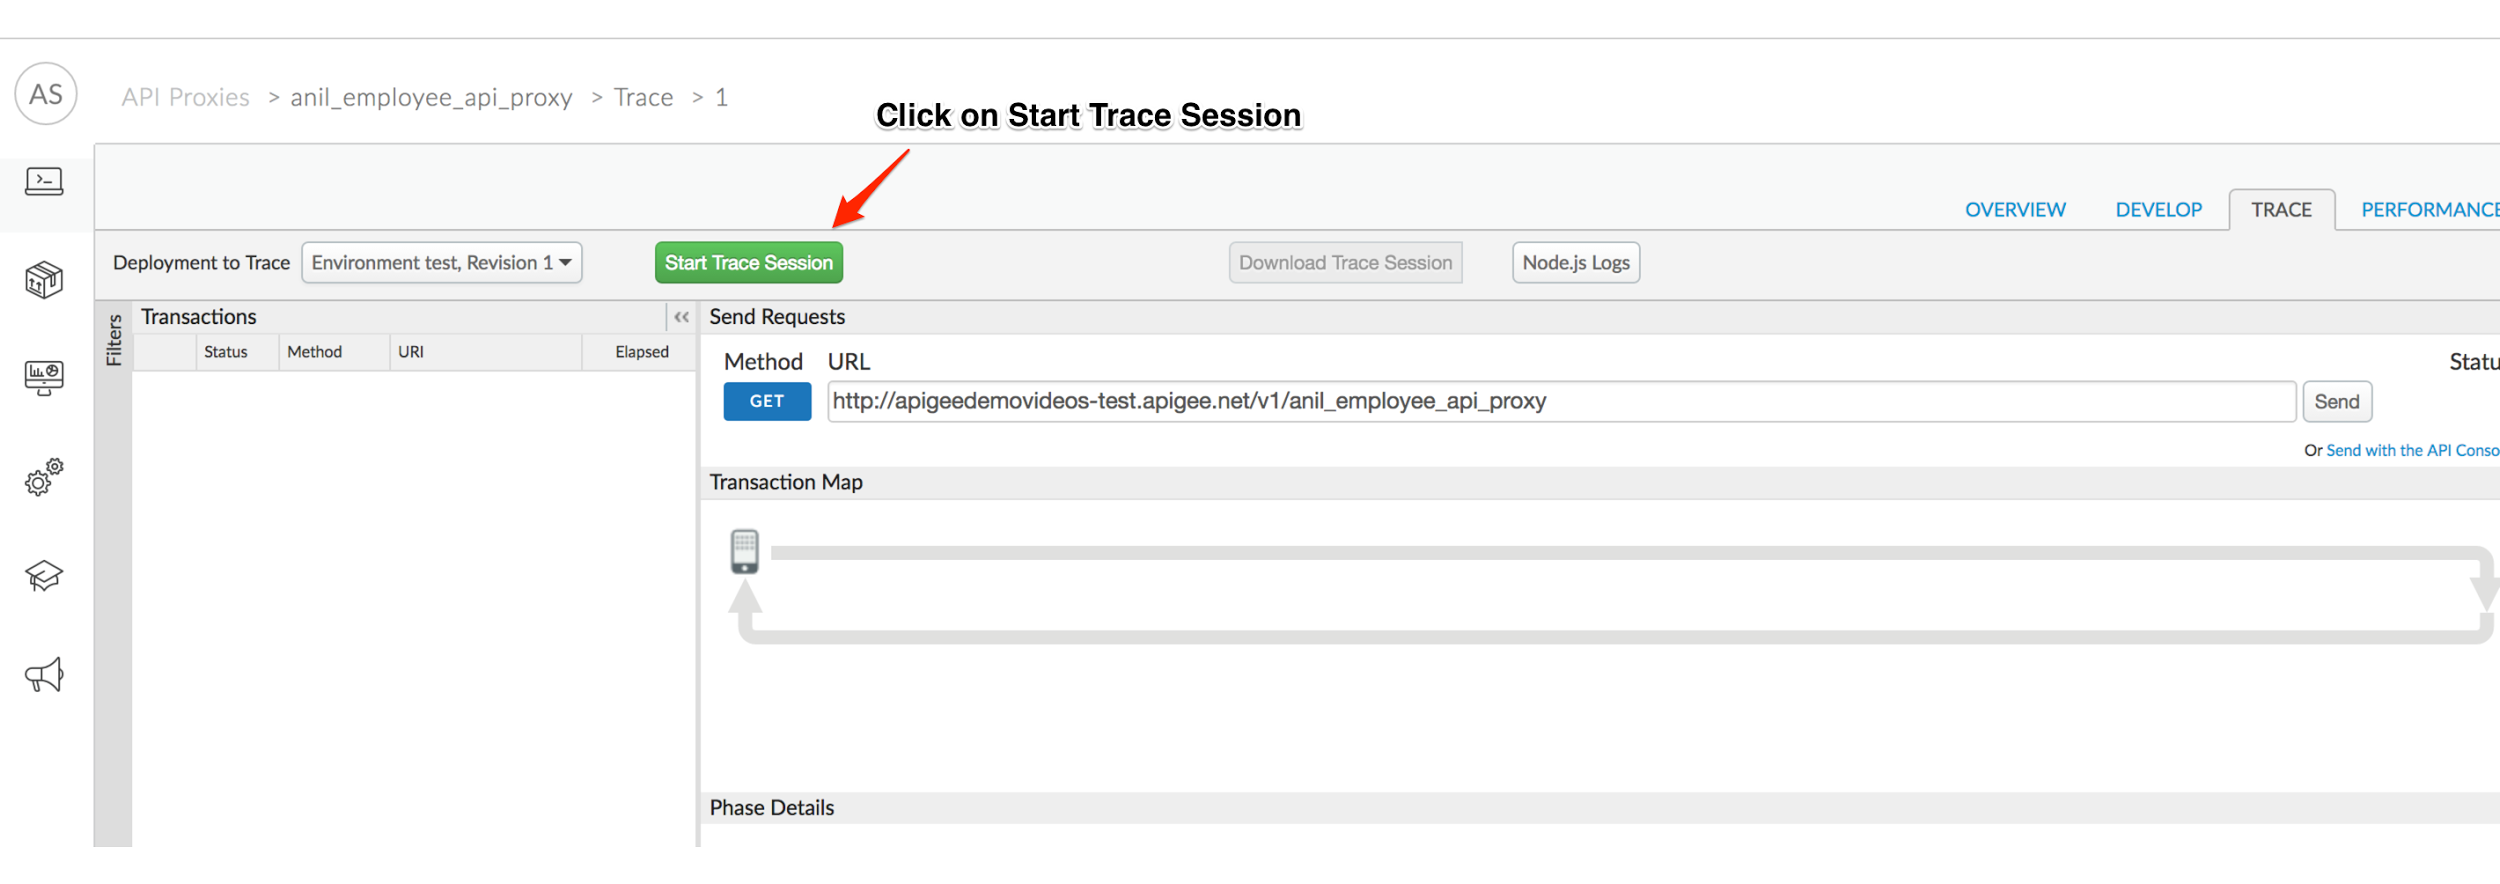 AS
API Proxies > anil_employee_api_proxy > Trace > 1
Click on Start Trace Session
OVERVIEW DEVELOP TRACE PERFORMANCE
Deployment to Trace Environment test, Revision 1 Start Trace Session Download Trace Session Node.js Logs
Filters
Transactions «
Status Method URI Elapsed
Send Requests
Method URL Statu
GET http://apigeedemovideos-test.apigee.net/v1/anil_employee_api_proxy Send
Or Send with the API Conso
Transaction Map
Phase Details